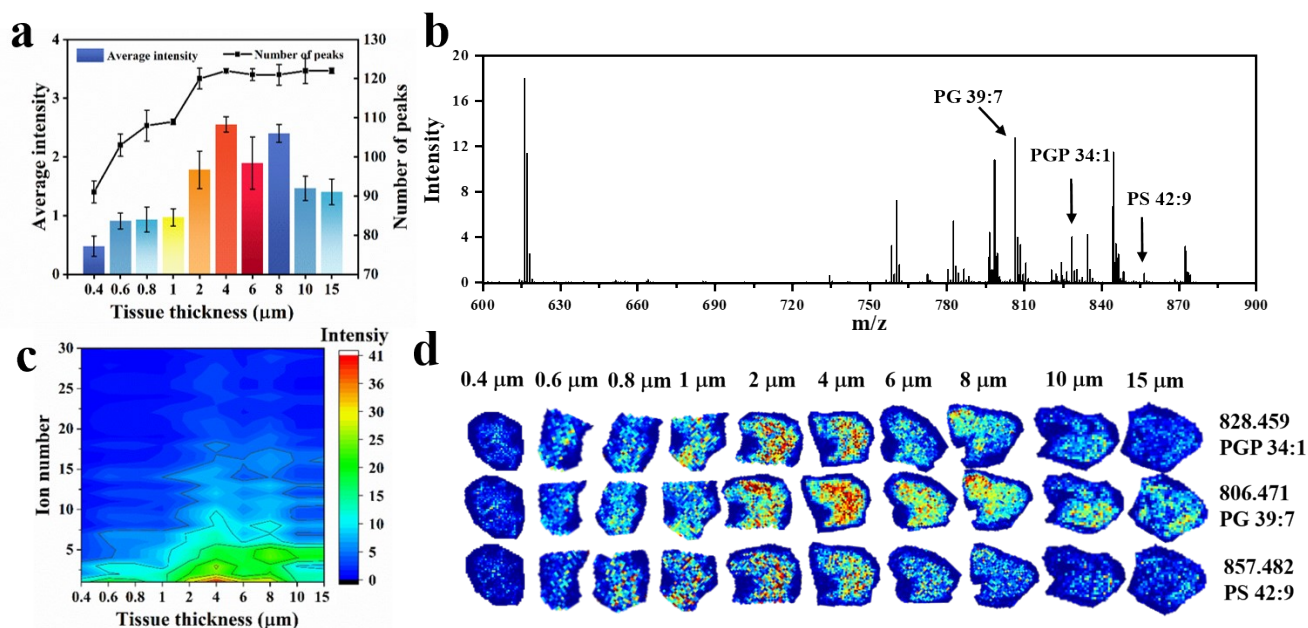 a
Average intensity
Number of peaks
4
3
2
1
0
130
120
110
100
90
80
70
Average intensity
Number of peaks
0.4 0.6 0.8 1 2 4 6 8 10 15
Tissue thickness (μm)
b
20
16
12
8
4
0
Intensity
PG 39:7
PGP 34:1
PS 42:9
600 630 660 690 720 750 780 810 840 870 900
m/z
c
Intensiy
30
25
20
15
10
5
Ion number
0.4 0.6 0.8 1 2 4 6 8 10 15
Tissue thickness (μm)
41
36
30
25
20
15
10
5
0
d
0.4 μm 0.6 μm 0.8 μm 1 μm 2 μm 4 μm 6 μm 8 μm 10 μm 15 μm
828.459
PGP 34:1
806.471
PG 39:7
857.482
PS 42:9